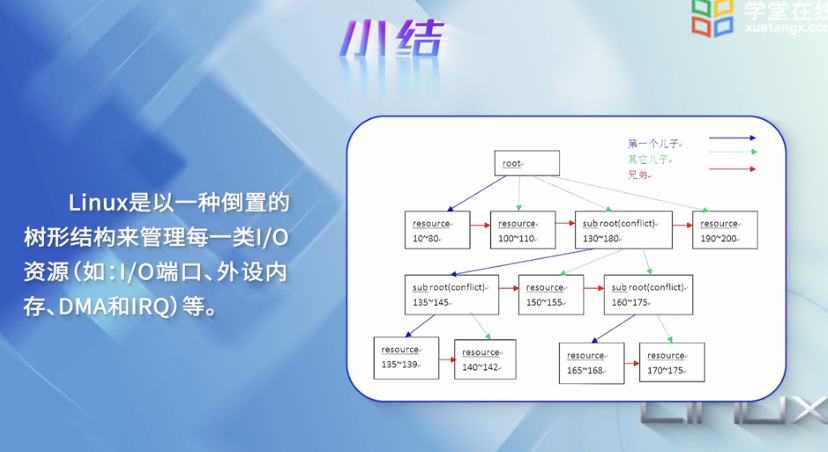 学堂在线
xuetangx.com
小结
Linux是以一种倒置的
树形结构来管理每一类I/O
资源(如:I/O端口、外设内
存、DMA和IRQ)等。
第一个儿子
其它儿子
兄弟
root
resource
10~80
resource
100~110
sub root(conflict)
130~180
resource
190~200
sub root(conflict)
135~145
resource
150~155
sub root(conflict)
160~175
resource
135~139
resource
140~142
resource
165~168
resource
170~175
LINUX